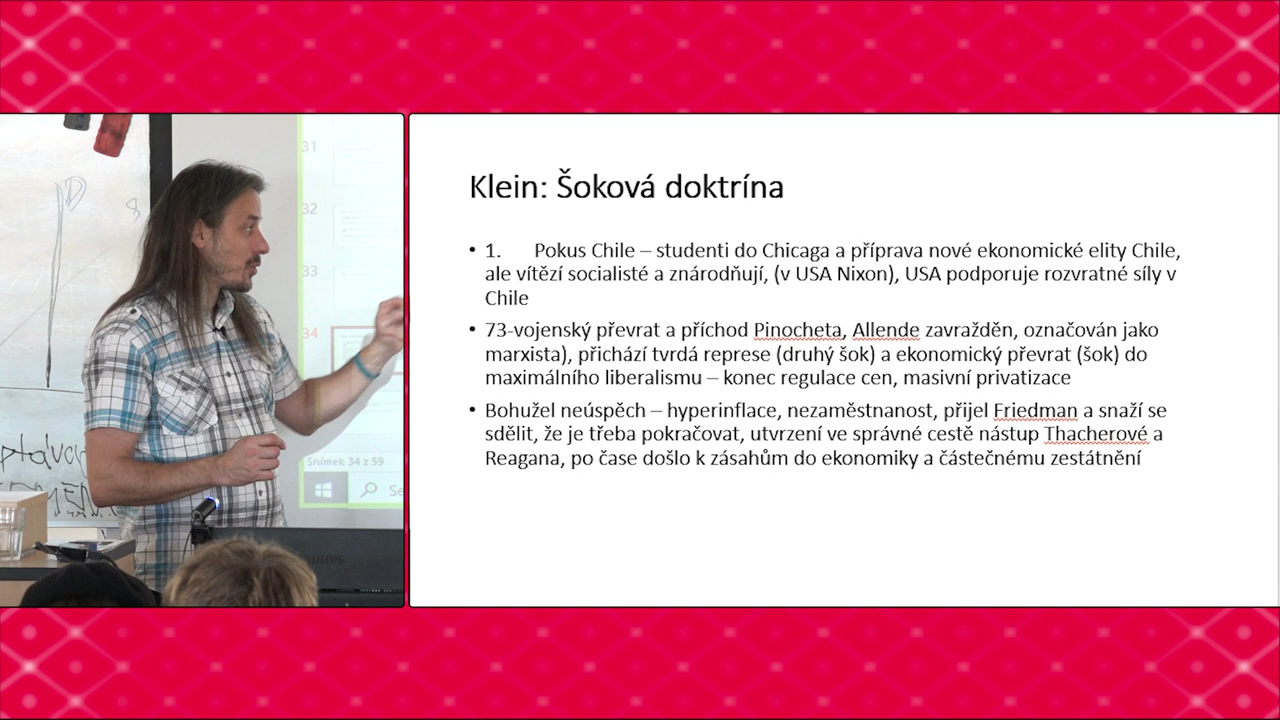 31
32
33
34
Snímek 34 z 59
Se
D
8
Klein: Šoková doktrína
• 1. Pokus Chile – studenti do Chicaga a příprava nové ekonomické elity Chile,
ale vítězí socialisté a znárodňují, (v USA Nixon), USA podporuje rozvratné síly v
Chile
• 73-vojenský převrat a příchod Pinocheta, Allende zavražděn, označován jako
marxista), přichází tvrdá represe (druhý šok) a ekonomický převrat (šok) do
maximálního liberalismu – konec regulace cen, masivní privatizace
• Bohužel neúspěch – hyperinflace, nezaměstnanost, přijel Friedman a snaží se
sdělit, že je třeba pokračovat, utvrzení ve správné cestě nástup Thacherové a
Reagana, po čase došlo k zásahům do ekonomiky a částečnému zestátnění